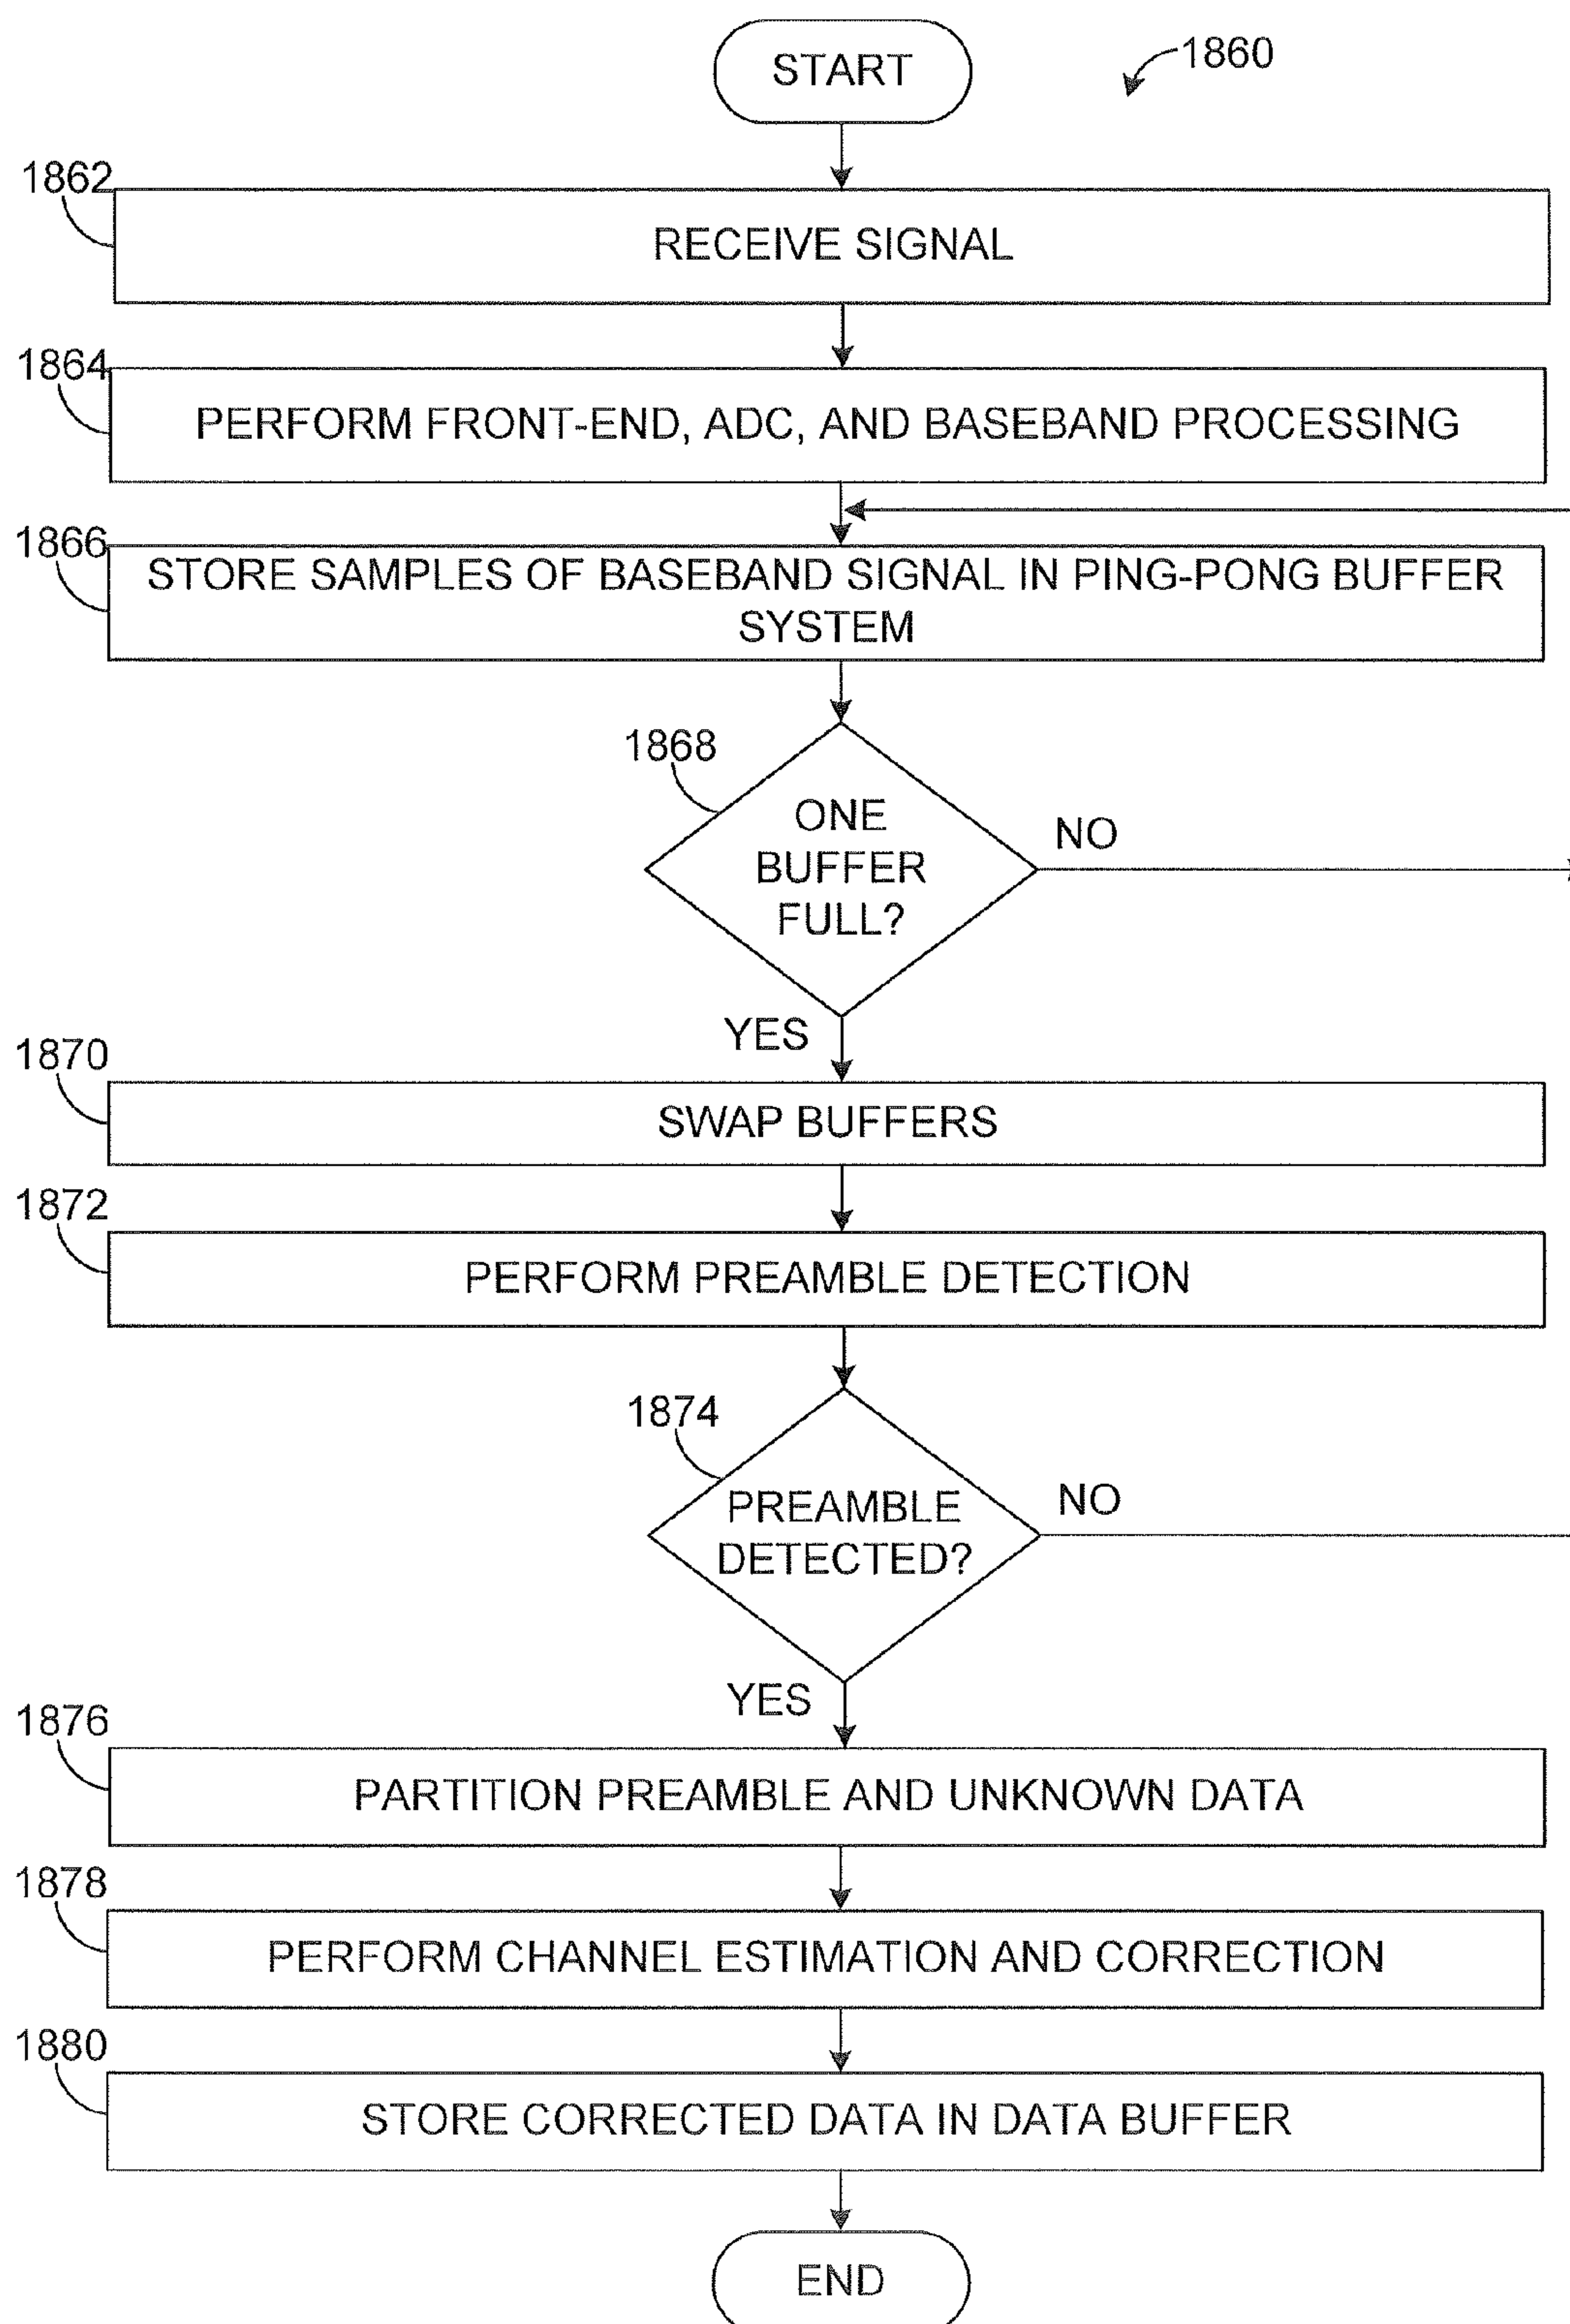 START
1860
1862
RECEIVE SIGNAL
1864
PERFORM FRONT-END, ADC, AND BASEBAND PROCESSING
1866
STORE SAMPLES OF BASEBAND SIGNAL IN PING-PONG BUFFER
SYSTEM
1868
ONE
BUFFER
FULL?
NO
YES
1870
SWAP BUFFERS
1872
PERFORM PREAMBLE DETECTION
1874
PREAMBLE
DETECTED?
NO
YES
1876
PARTITION PREAMBLE AND UNKNOWN DATA
1878
PERFORM CHANNEL ESTIMATION AND CORRECTION
1880
STORE CORRECTED DATA IN DATA BUFFER
END